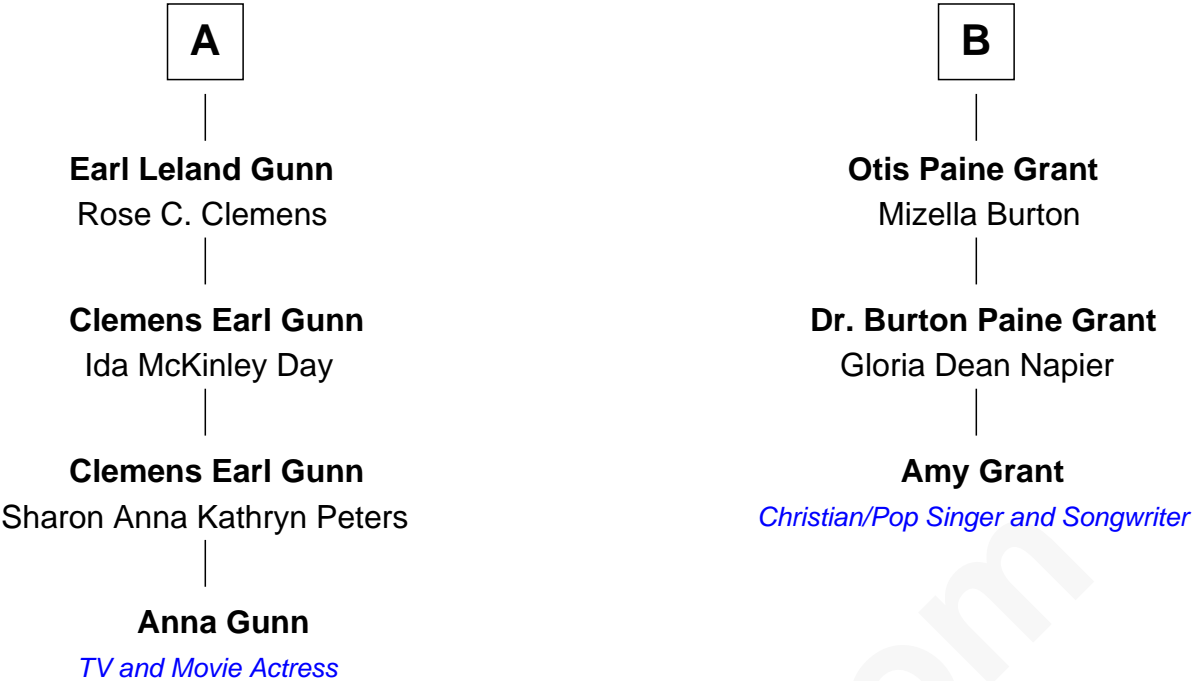 A
Earl Leland Gunn
Rose C. Clemens
Clemens Earl Gunn
Ida McKinley Day
Clemens Earl Gunn
Sharon Anna Kathryn Peters
Anna Gunn
TV and Movie Actress
B
Otis Paine Grant
Mizella Burton
Dr. Burton Paine Grant
Gloria Dean Napier
Amy Grant
Christian/Pop Singer and Songwriter
om